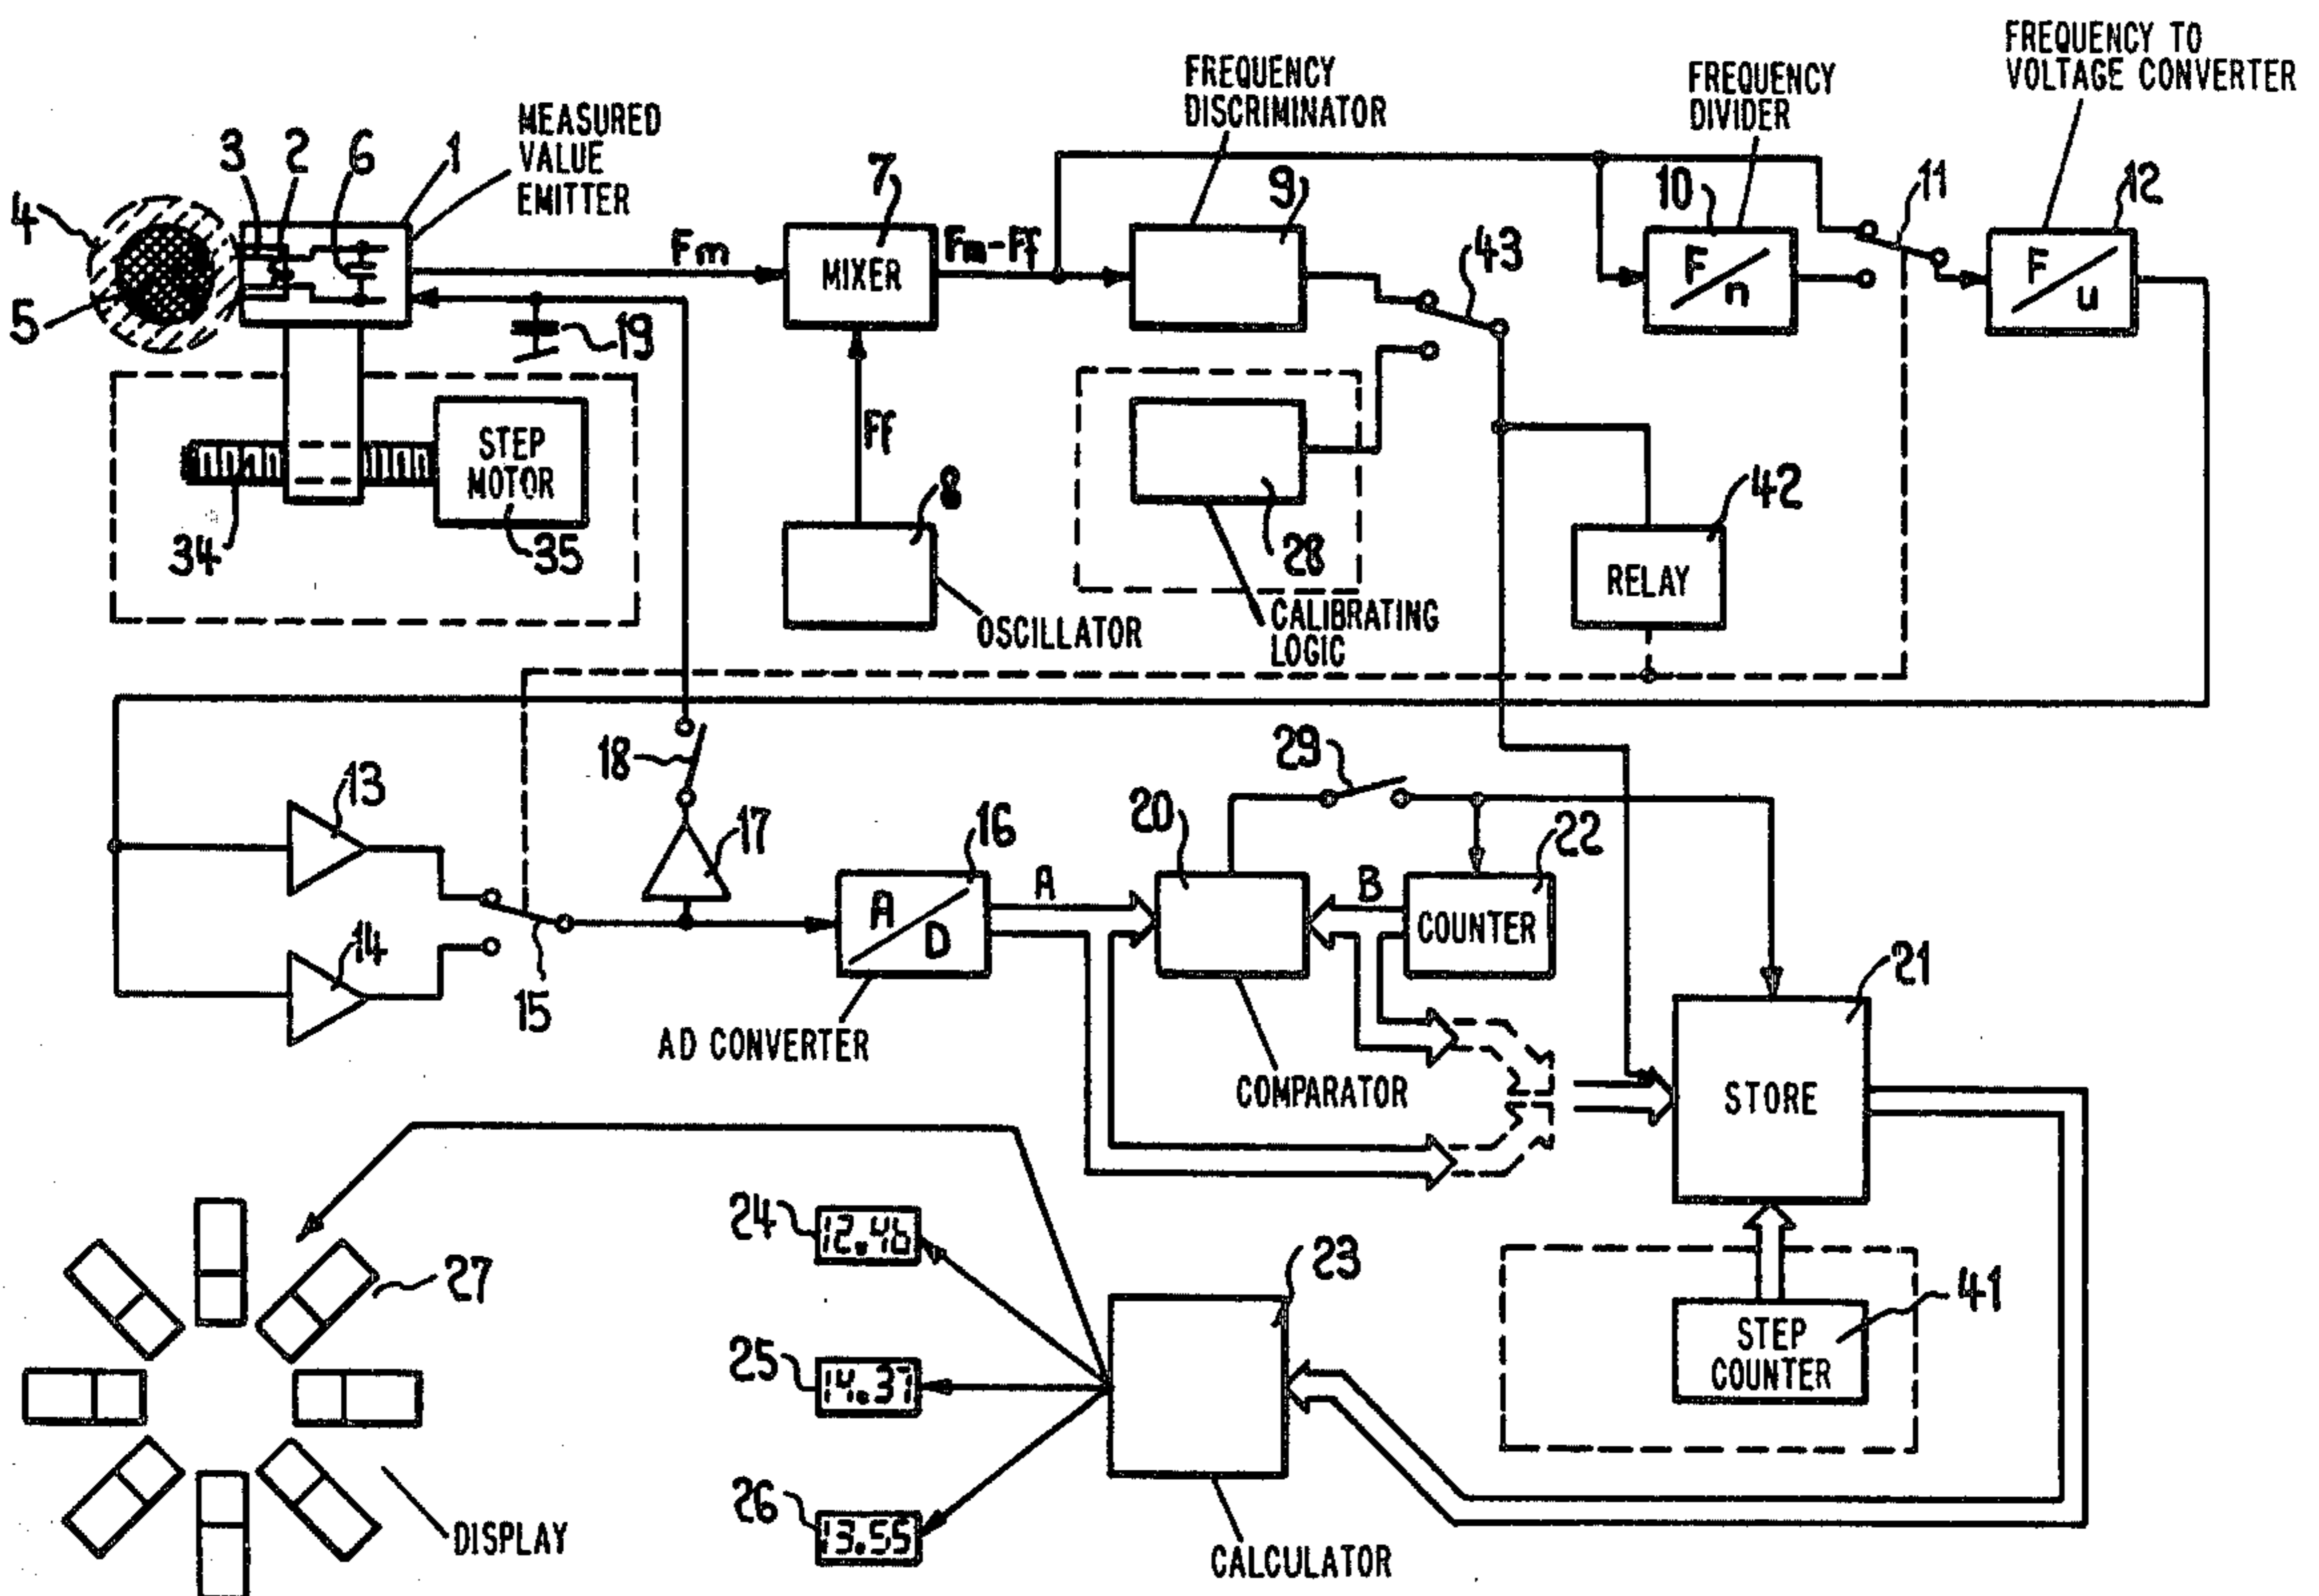 FREQUENCY TO
VOLTAGE CONVERTER
FREQUENCY
DISCRIMINATOR
FREQUENCY
DIVIDER
MEASURED
VALUE
EMITTER
3 2 6 1
7
9
10
11
12
4
5
Fm
MIXER
Fm-Ff
43
F/n
F/u
19
Ff
STEP
MOTOR
34
35
8
28
42
RELAY
OSCILLATOR
CALIBRATING
LOGIC
18
29
13
17
16
20
22
14
15
A/D
A
B
COUNTER
21
AD CONVERTER
COMPARATOR
STORE
24
12.46
23
27
41
25
14.37
STEP
COUNTER
26
13.55
DISPLAY
CALCULATOR